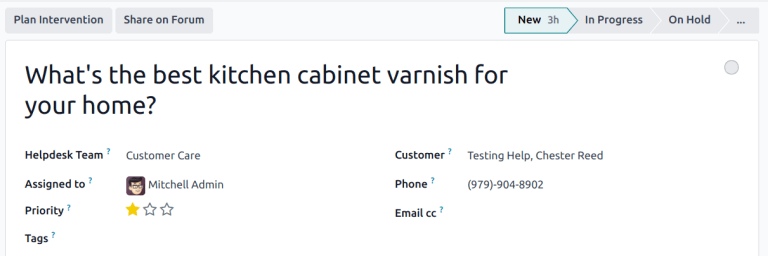 Plan Intervention Share on Forum New 3h In Progress On Hold ...
What's the best kitchen cabinet varnish for
your home?
Helpdesk Team ? Customer Care Customer ? Testing Help, Chester Reed
Assigned to ? Mitchell Admin Phone ? (979)-904-8902
Priority ? Email cc ?
Tags ?